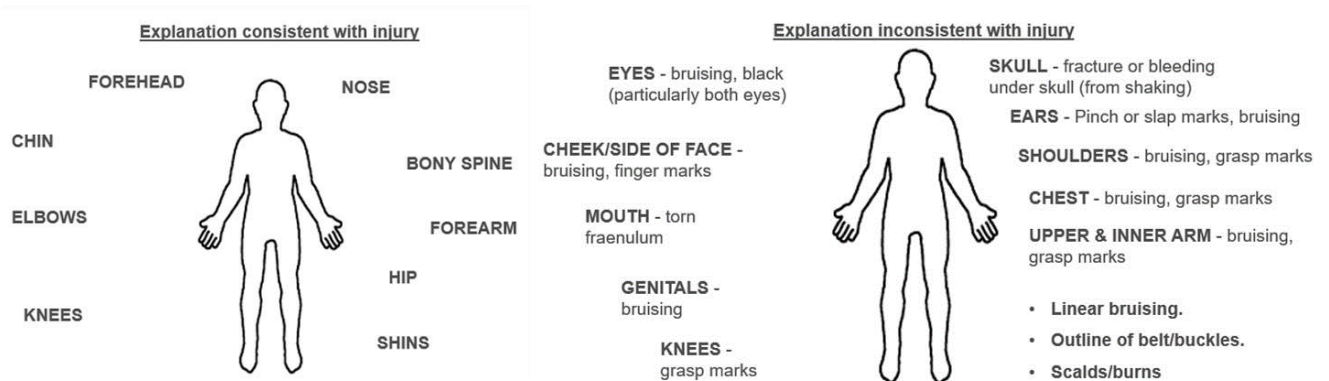 Explanation consistent with injury
FOREHEAD
NOSE
CHIN
BONY SPINE
ELBOWS
FOREARM
HIP
KNEES
SHINS
Explanation inconsistent with injury
EYES - bruising, black
(particularly both eyes)
CHEEK/SIDE OF FACE -
bruising, finger marks
MOUTH - torn
fraenulum
GENITALS -
bruising
KNEES -
grasp marks
SKULL - fracture or bleeding
under skull (from shaking)
EARS - Pinch or slap marks, bruising
SHOULDERS - bruising, grasp marks
CHEST - bruising, grasp marks
UPPER & INNER ARM - bruising,
grasp marks
• Linear bruising.
• Outline of belt/buckles.
• Scalds/burns